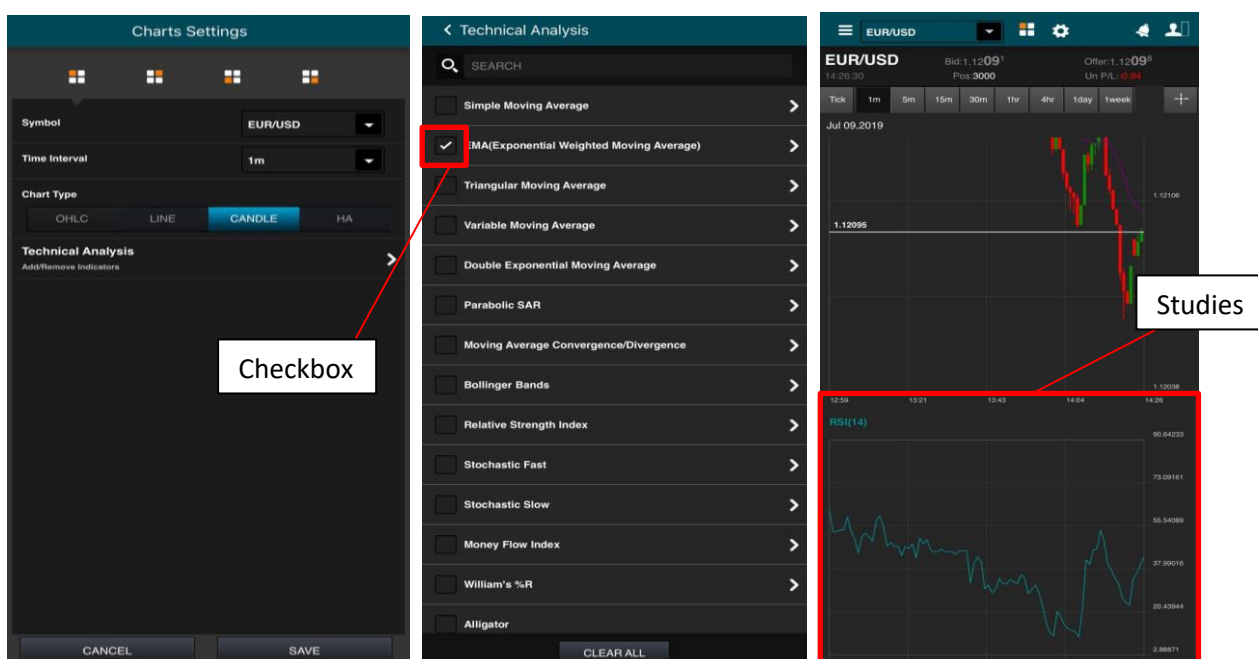 Charts Settings
Symbol
EUR/USD
Time Interval
1m
Chart Type
OHLC LINE CANDLE HA
Technical Analysis
Add/Remove Indicators
CANCEL SAVE
Checkbox
Technical Analysis
SEARCH
Simple Moving Average
EMA(Exponential Weighted Moving Average)
Triangular Moving Average
Variable Moving Average
Double Exponential Moving Average
Parabolic SAR
Moving Average Convergence/Divergence
Bollinger Bands
Relative Strength Index
Stochastic Fast
Stochastic Slow
Money Flow Index
William's %R
Alligator
CLEAR ALL
EUR/USD
EUR/USD Bid:1.12091 Offer:1.12098
14:26:30 Pos:3000 Un P/L:-0.94
Tick 1m 5m 15m 30m 1hr 4hr 1day 1week
Jul 09.2019
1.12106
1.12095
Studies
1.12038
12:59 13:21 13:43 14:04 14:26
RSI(14)
90.64233
73.09161
55.54089
37.99016
20.43944
2.88871